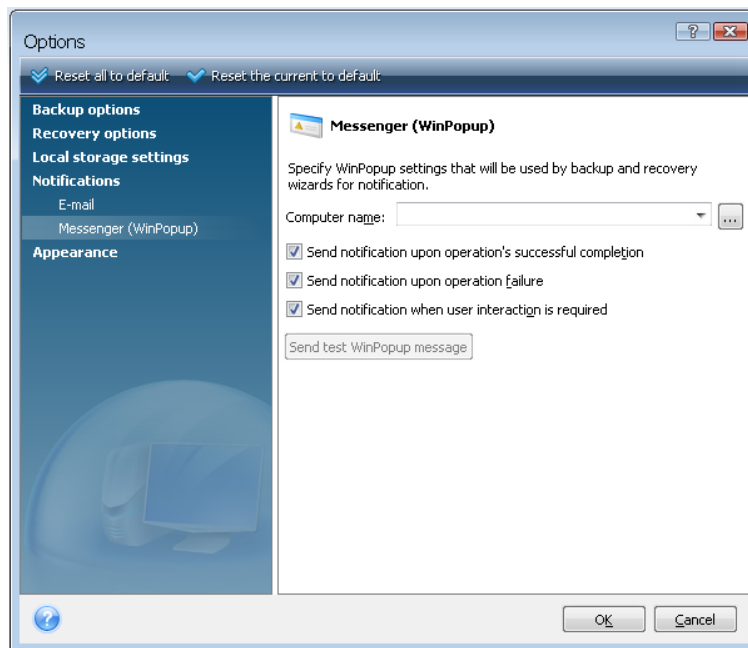 Options
Reset all to default Reset the current to default
Backup options
Recovery options
Local storage settings
Notifications
E-mail
Messenger (WinPopup)
Appearance
Messenger (WinPopup)
Specify WinPopup settings that will be used by backup and recovery
wizards for notification.
Computer name:
...
Send notification upon operation's successful completion
Send notification upon operation failure
Send notification when user interaction is required
Send test WinPopup message
OK
Cancel